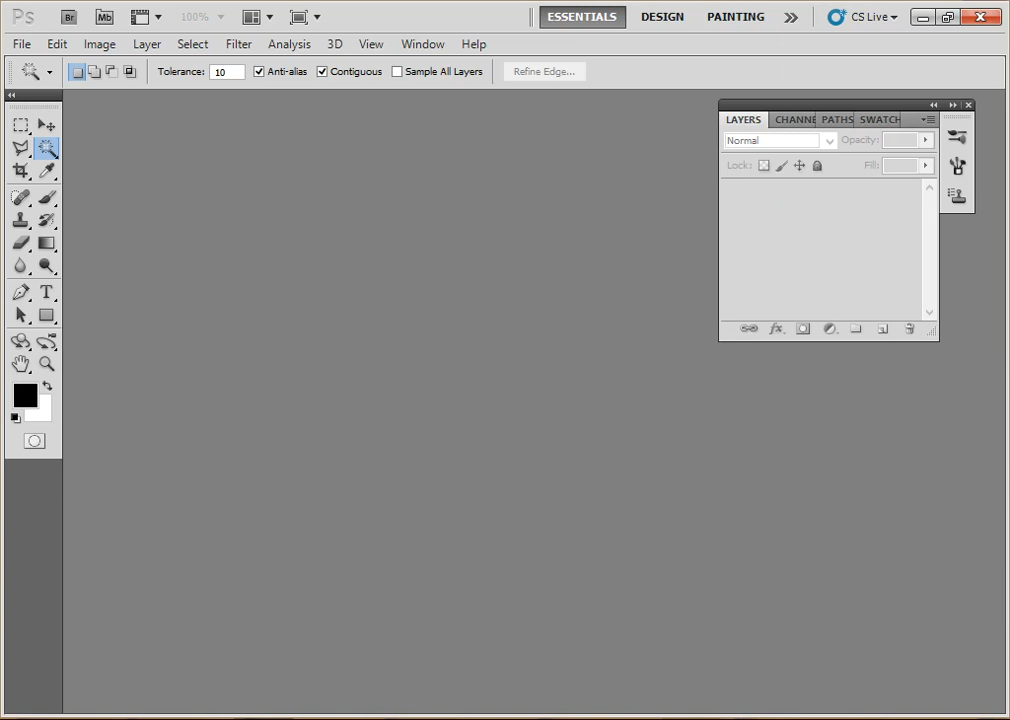 Ps Br Mb 100% ESSENTIALS DESIGN PAINTING CS Live
File Edit Image Layer Select Filter Analysis 3D View Window Help
Tolerance: 10 Anti-alias Contiguous Sample All Layers Refine Edge...
LAYERS CHANNE PATHS SWATCH
Normal Opacity:
Lock: Fill:
T
fx